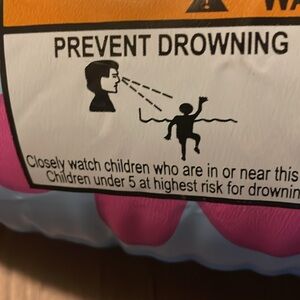 WA
PREVENT DROWNING
Closely watch children who are in or near this
Children under 5 at highest risk for drownin